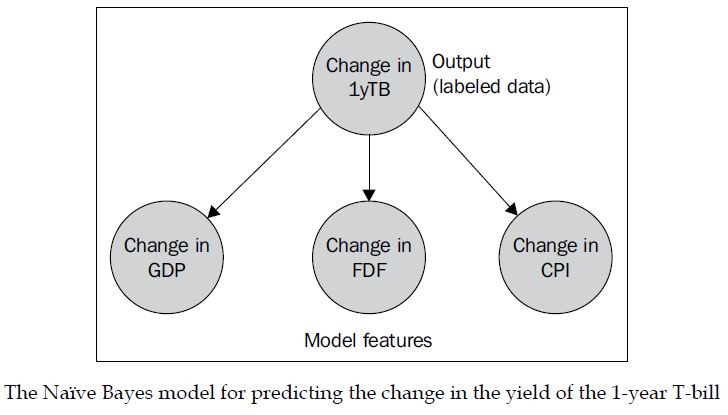 Change in
1yTB
Output
(labeled data)
Change in
GDP
Change in
FDF
Change in
CPI
Model features
The Naïve Bayes model for predicting the change in the yield of the 1-year T-bill